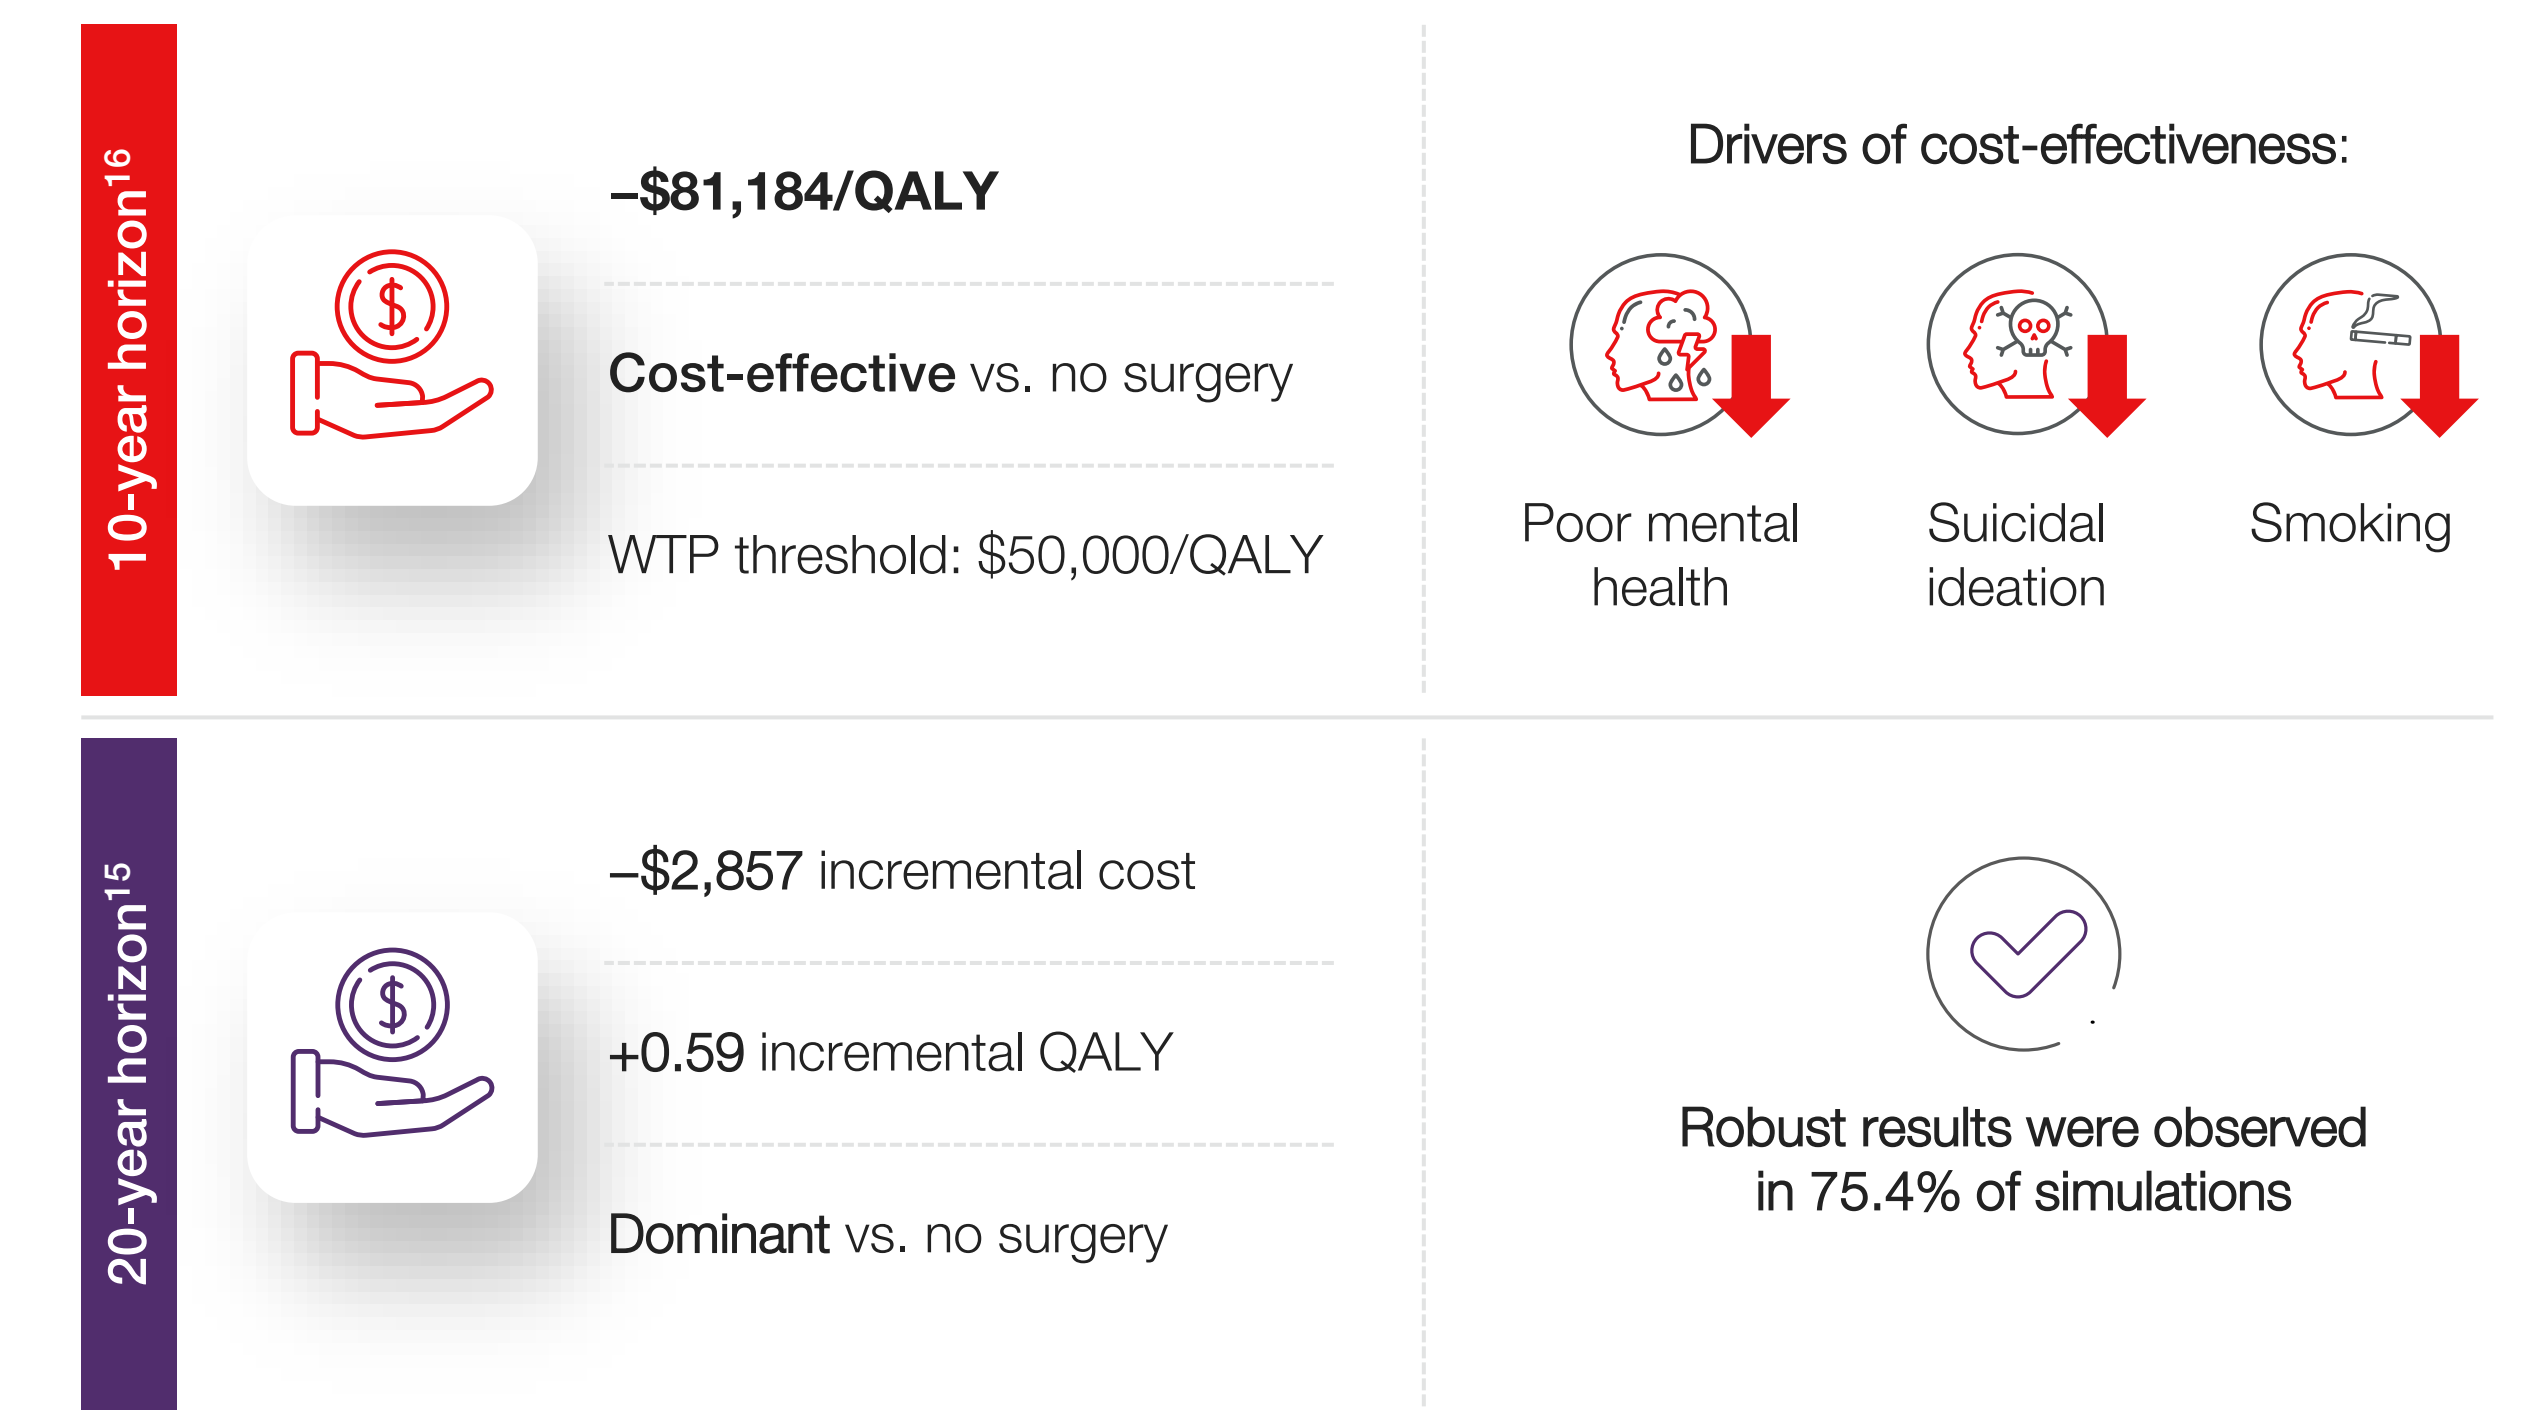 10-year horizon16
–$81,184/QALY
Cost-effective vs. no surgery
WTP threshold: $50,000/QALY
Drivers of cost-effectiveness:
Poor mental
health
Suicidal
ideation
Smoking
20-year horizon15
–$2,857 incremental cost
+0.59 incremental QALY
Dominant vs. no surgery
Robust results were observed
in 75.4% of simulations